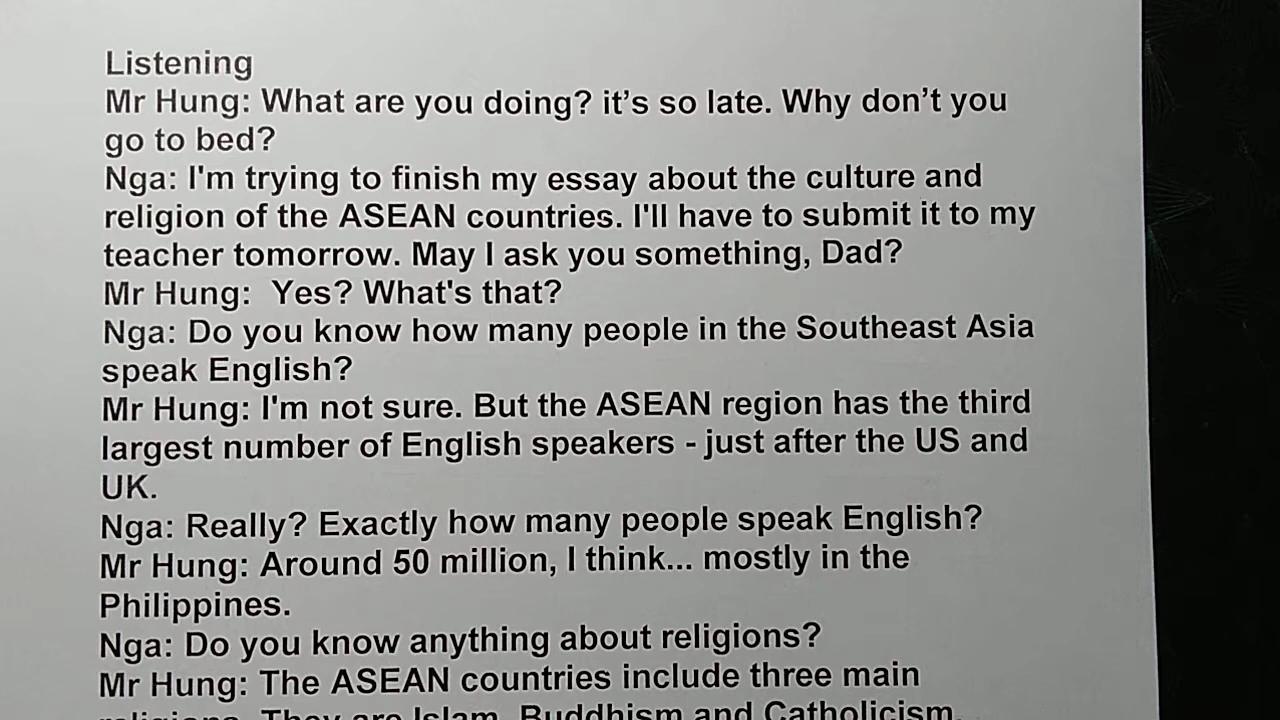 Listening
Mr Hung: What are you doing? it’s so late. Why don’t you
go to bed?
Nga: I'm trying to finish my essay about the culture and
religion of the ASEAN countries. I'll have to submit it to my
teacher tomorrow. May I ask you something, Dad?
Mr Hung:  Yes? What's that?
Nga: Do you know how many people in the Southeast Asia
speak English?
Mr Hung: I'm not sure. But the ASEAN region has the third
largest number of English speakers - just after the US and
UK.
Nga: Really? Exactly how many people speak English?
Mr Hung: Around 50 million, I think... mostly in the
Philippines.
Nga: Do you know anything about religions?
Mr Hung: The ASEAN countries include three main
religions. They are Islam, Buddhism and Catholicism.